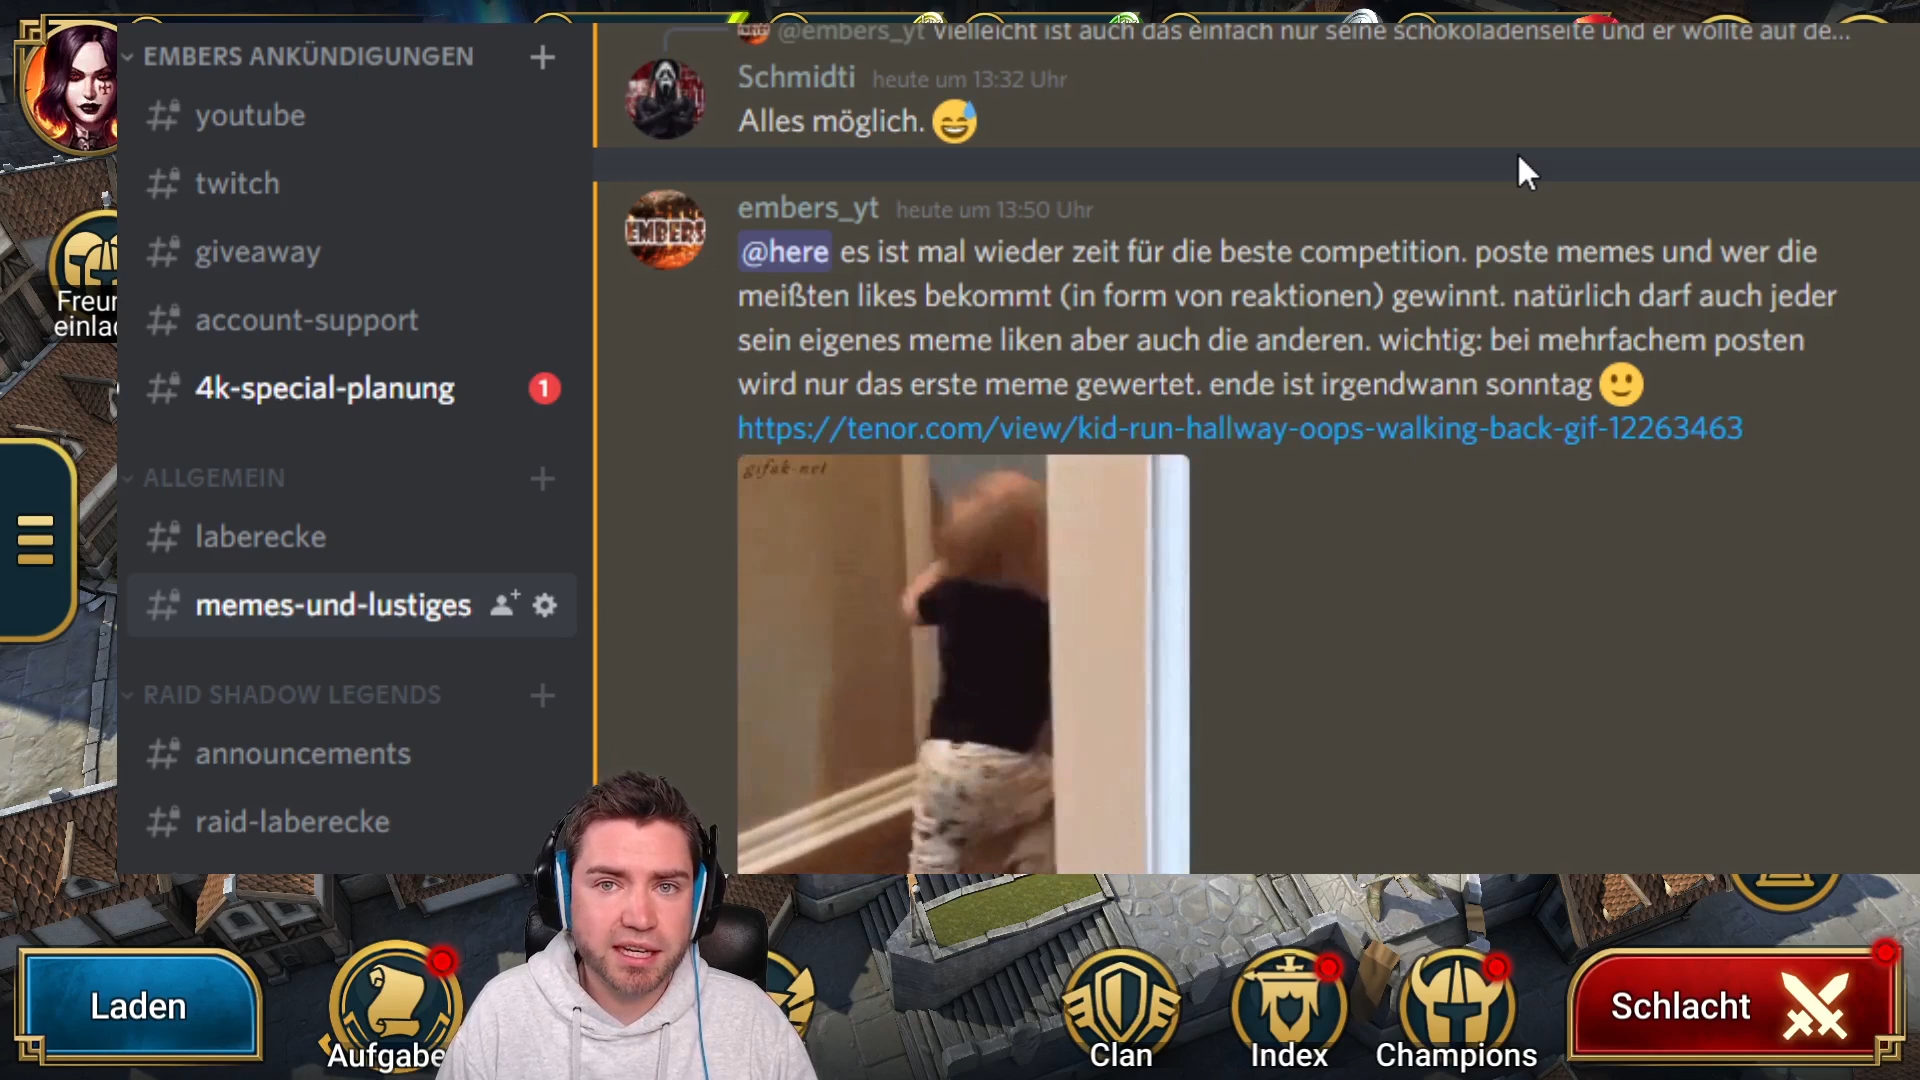 EMBERS ANKÜNDIGUNGEN
youtube
twitch
giveaway
account-support
4k-special-planung
1
ALLGEMEIN
laberecke
memes-und-lustiges
RAID SHADOW LEGENDS
announcements
raid-laberecke
@embers_yt vielleicht ist auch das einfach nur seine schokoladenseite und er wollte auf de...
Schmidti heute um 13:32 Uhr
Alles möglich. 😅
embers_yt heute um 13:50 Uhr
EMBERS
@here es ist mal wieder zeit für die beste competition. poste memes und wer die
meißten likes bekommt (in form von reaktionen) gewinnt. natürlich darf auch jeder
sein eigenes meme liken aber auch die anderen. wichtig: bei mehrfachem posten
wird nur das erste meme gewertet. ende ist irgendwann sonntag 🙂
https://tenor.com/view/kid-run-hallway-oops-walking-back-gif-12263463
gifak-net
Freun
einlad
Laden
Aufgabe
Clan
Index
Champions
Schlacht